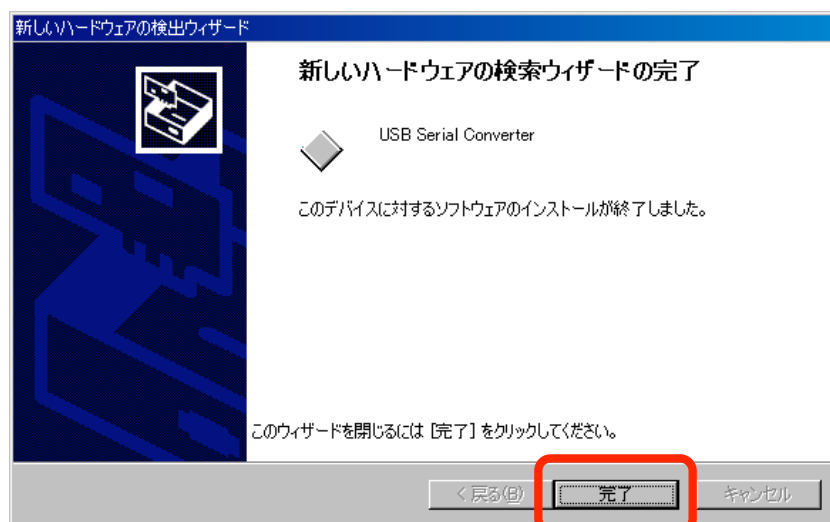 新しいハードウェアの検出ウィザード
新しいハードウェアの検索ウィザードの完了
USB Serial Converter
このデバイスに対するソフトウェアのインストールが終了しました。
このウィザードを閉じるには [完了] をクリックしてください。
< 戻る(B)
完了
キャンセル